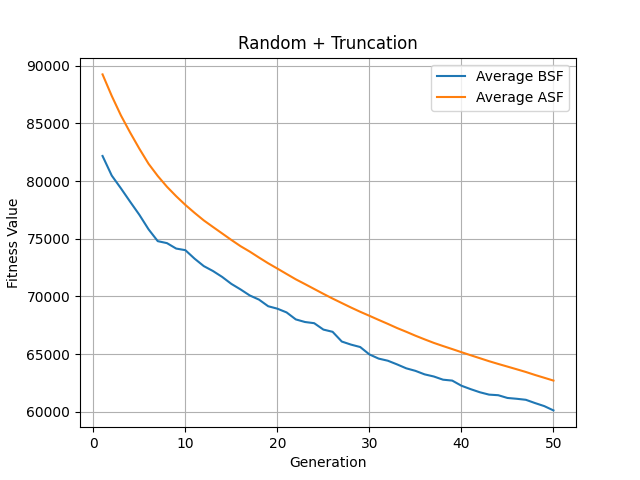 Random + Truncation
Average BSF
Average ASF
Fitness Value
90000
85000
80000
75000
70000
65000
60000
0 10 20 30 40 50
Generation